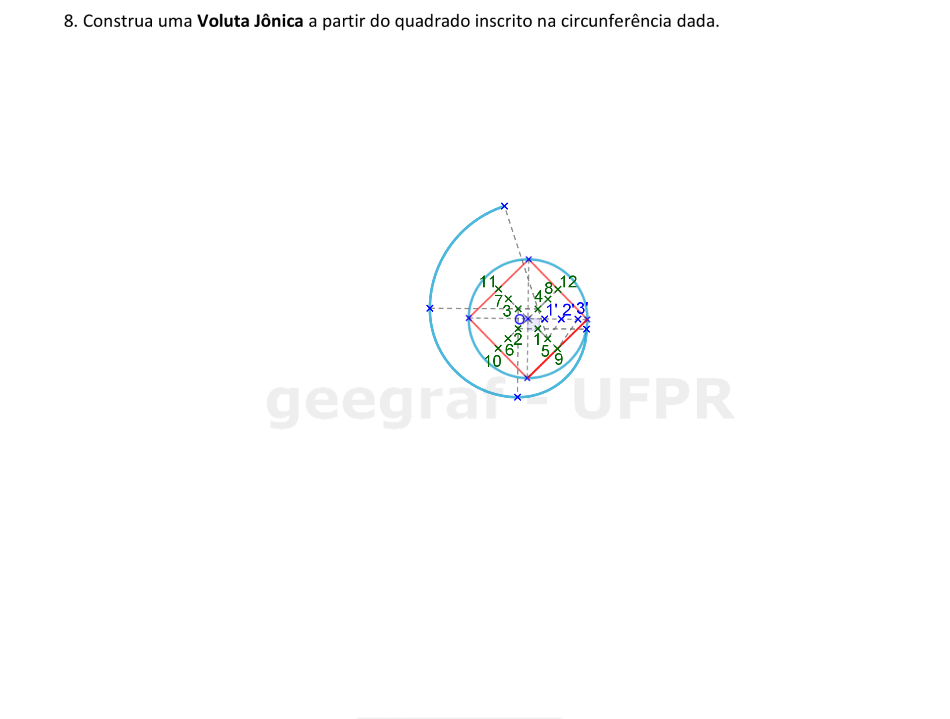 8. Construa uma Voluta Jônica a partir do quadrado inscrito na circunferência dada.
11 12
7 8
3 4 1' 2' 3'
O
2 1
6 5
10 9
geegraf - UFPR